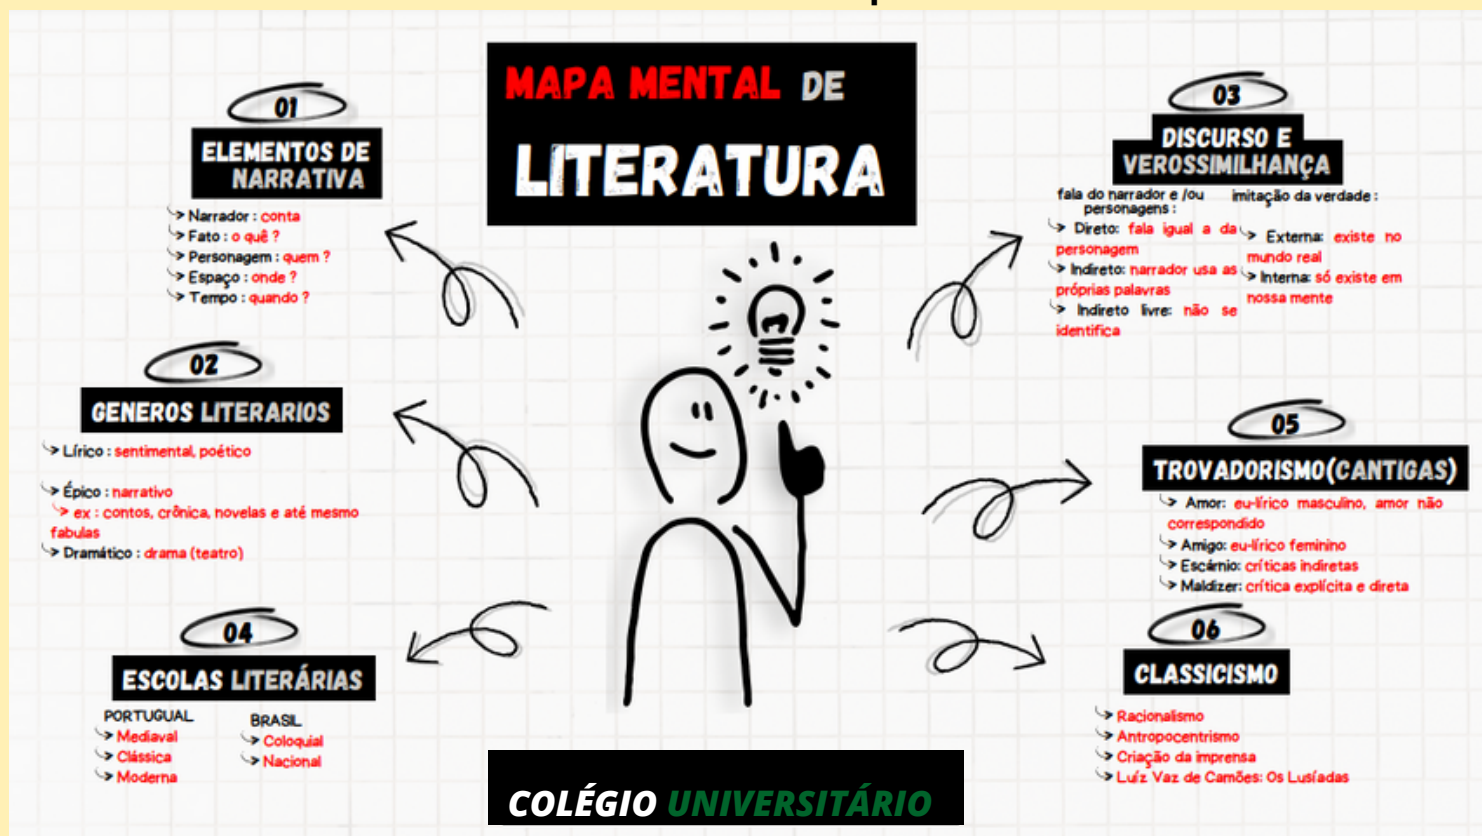 MAPA MENTAL DE
LITERATURA
01
ELEMENTOS DE
NARRATIVA
Narrador : conta
Fato : o quê ?
Personagem : quem ?
Espaço : onde ?
Tempo : quando ?
02
GENEROS LITERARIOS
Lírico : sentimental, poético
Épico : narrativo
ex : contos, crônica, novelas e até mesmo
fabulas
Dramático : drama (teatro)
03
DISCURSO E
VEROSSIMILHANÇA
fala do narrador e /ou
personagens :
Direto: fala igual a da
personagem
Indireto: narrador usa as
próprias palavras
Indireto livre: não se
identifica
imitação da verdade :
Externa: existe no
mundo real
Interna: só existe em
nossa mente
04
ESCOLAS LITERÁRIAS
PORTUGUAL
Mediaval
Clássica
Moderna
BRASIL
Coloquial
Nacional
05
TROVADORISMO(CANTIGAS)
Amor: eu-lírico masculino, amor não
correspondido
Amigo: eu-lírico feminino
Escárnio: críticas indiretas
Maldizer: crítica explícita e direta
06
CLASSICISMO
Racionalismo
Antropocentrismo
Criação da imprensa
Luíz Vaz de Camões: Os Lusíadas
COLÉGIO UNIVERSITÁRIO